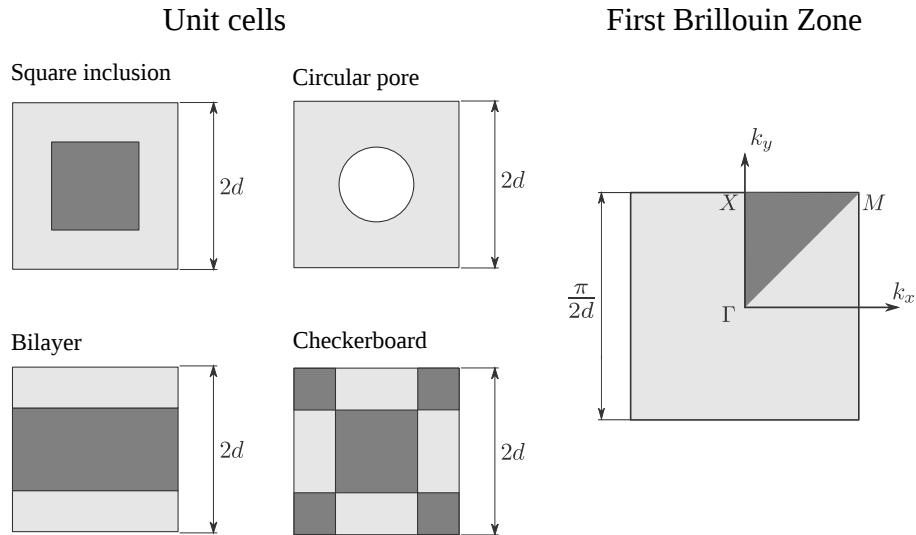 Unit cells
First Brillouin Zone
Square inclusion
Circular pore
2d
2d
Bilayer
Checkerboard
2d
2d
k_y
X
M
π/2d
Γ
k_x